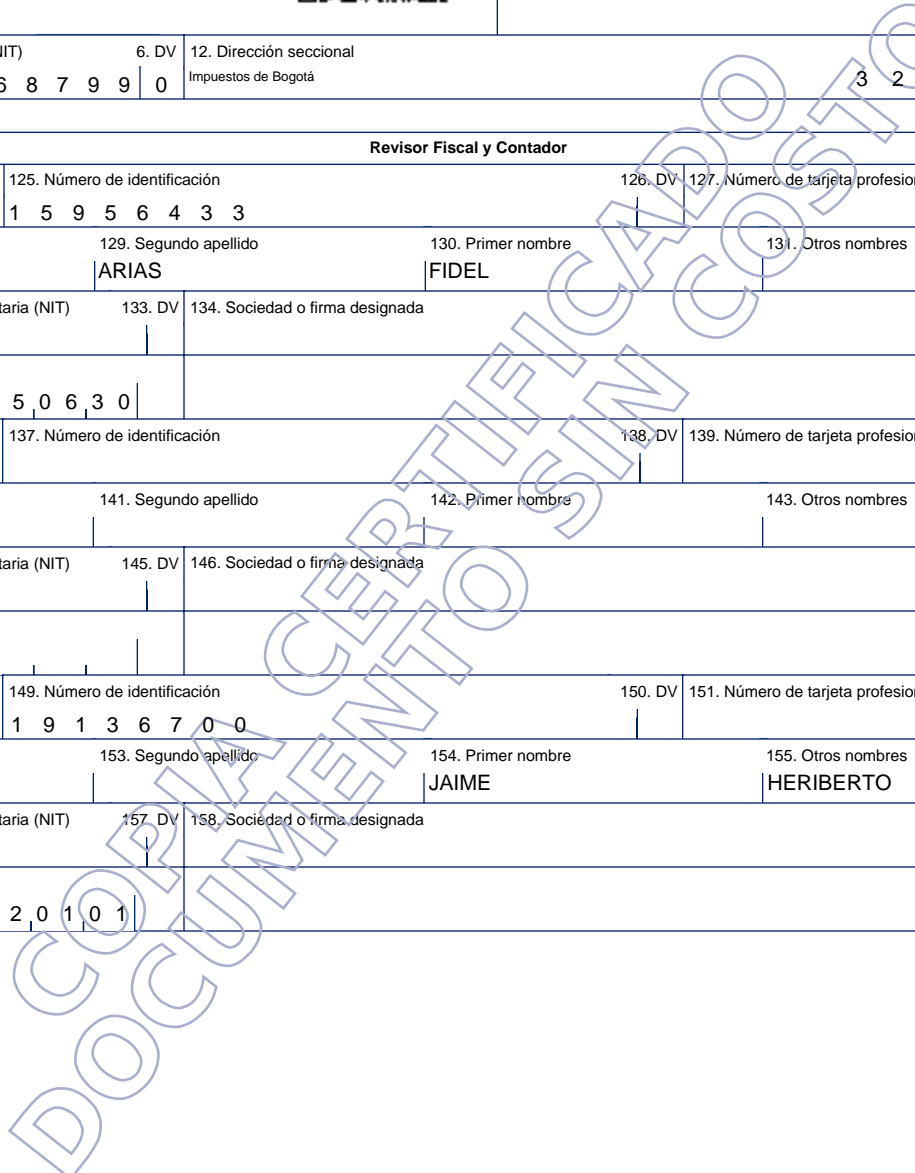 IIT) 6. DV 12. Dirección seccional
6 8 7 9 9 0 Impuestos de Bogotá 3 2
Revisor Fiscal y Contador
125. Número de identificación 126. DV 127. Número de tarjeta profesion
1 5 9 5 6 4 3 3
129. Segundo apellido 130. Primer nombre 131. Otros nombres
ARIAS FIDEL
taria (NIT) 133. DV 134. Sociedad o firma designada
5 0 6 3 0
137. Número de identificación 138. DV 139. Número de tarjeta profesion
141. Segundo apellido 142. Primer nombre 143. Otros nombres
taria (NIT) 145. DV 146. Sociedad o firma designada
149. Número de identificación 150. DV 151. Número de tarjeta profesion
1 9 1 3 6 7 0 0
153. Segundo apellido 154. Primer nombre 155. Otros nombres
JAIME HERIBERTO
taria (NIT) 157. DV 158. Sociedad o firma designada
2 0 1 0 1
COPIA CERTIFICADO
DOCUMENTO SIN COSTO